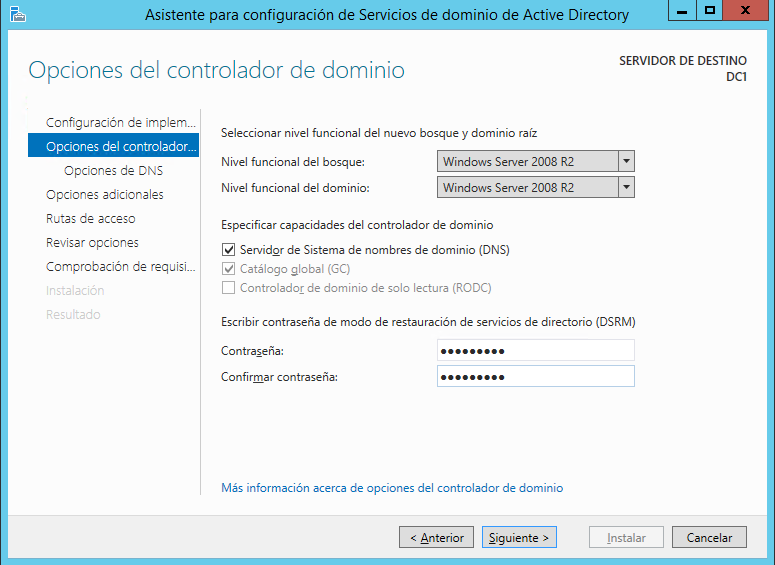 Asistente para configuración de Servicios de dominio de Active Directory
Opciones del controlador de dominio
SERVIDOR DE DESTINO
DC1
Configuración de implem...
Opciones del controlador...
Opciones de DNS
Opciones adicionales
Rutas de acceso
Revisar opciones
Comprobación de requisi...
Instalación
Resultado
Seleccionar nivel funcional del nuevo bosque y dominio raíz
Nivel funcional del bosque: Windows Server 2008 R2
Nivel funcional del dominio: Windows Server 2008 R2
Especificar capacidades del controlador de dominio
Servidor de Sistema de nombres de dominio (DNS)
Catálogo global (GC)
Controlador de dominio de solo lectura (RODC)
Escribir contraseña de modo de restauración de servicios de directorio (DSRM)
Contraseña: ●●●●●●●●●
Confirmar contraseña: ●●●●●●●●●
Más información acerca de opciones del controlador de dominio
< Anterior Siguiente > Instalar Cancelar